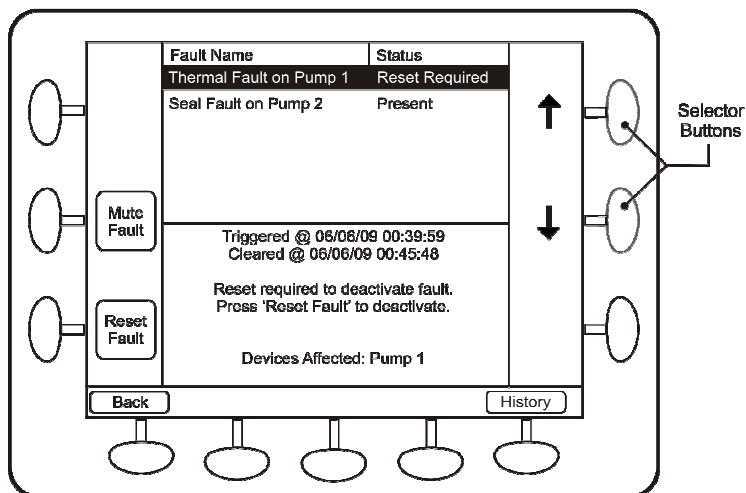 Fault Name Status
Thermal Fault on Pump 1 Reset Required
Seal Fault on Pump 2 Present
Selector
Buttons
Mute
Fault
Triggered @ 06/06/09 00:39:59
Cleared @ 06/06/09 00:45:48
Reset required to deactivate fault.
Press 'Reset Fault' to deactivate.
Reset
Fault
Devices Affected: Pump 1
Back History